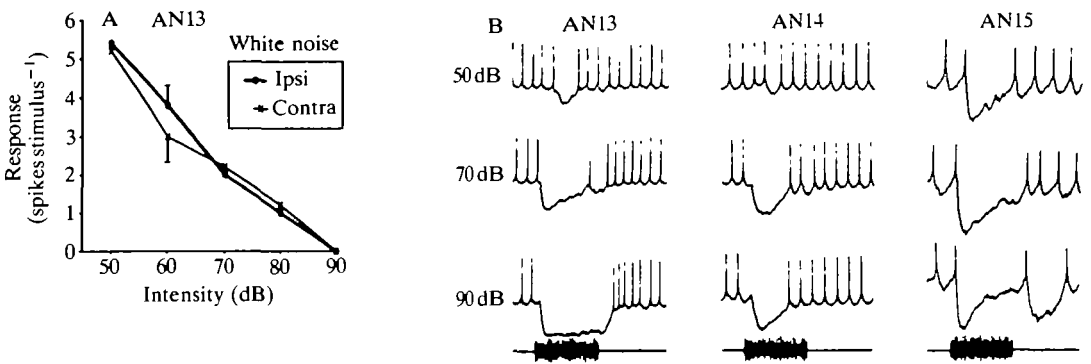 A AN13
White noise
Ipsi
Contra
Response
(spikes stimulus⁻¹)
6
5
4
3
2
1
0
50 60 70 80 90
Intensity (dB)
B AN13 AN14 AN15
50 dB
70 dB
90 dB